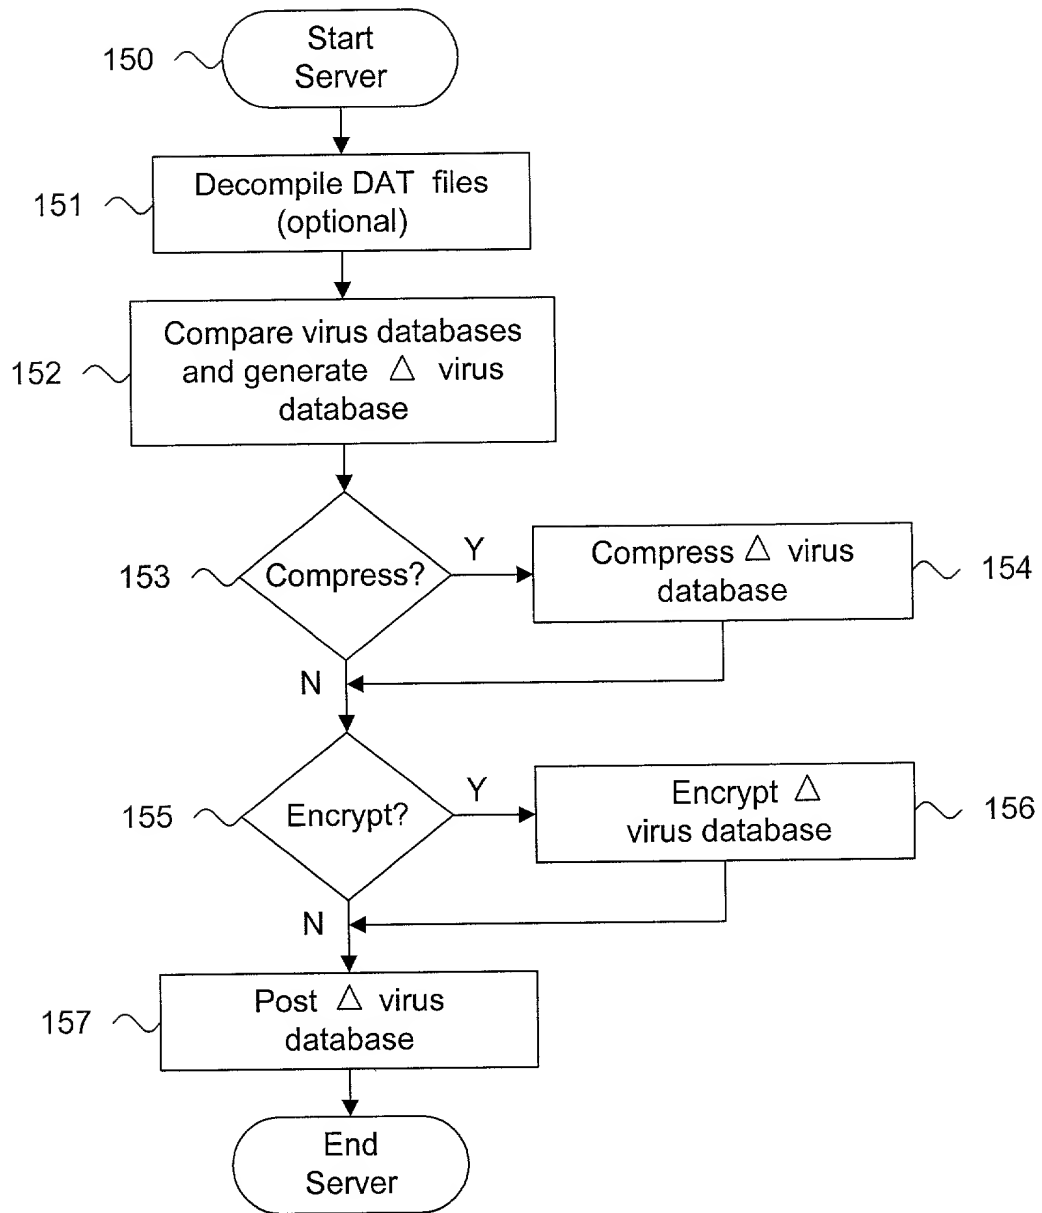 150
Start
Server
151
Decompile DAT files
(optional)
152
Compare virus databases
and generate △ virus
database
153
Compress?
Y
Compress △ virus
database
154
N
155
Encrypt?
Y
Encrypt △
virus database
156
N
157
Post △ virus
database
End
Server